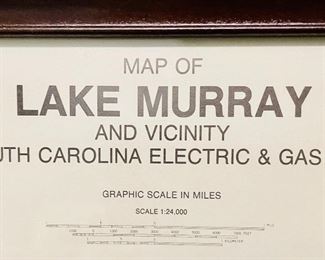 MAP OF
LAKE MURRAY
AND VICINITY
UTH CAROLINA ELECTRIC & GAS
GRAPHIC SCALE IN MILES
SCALE 1:24,000